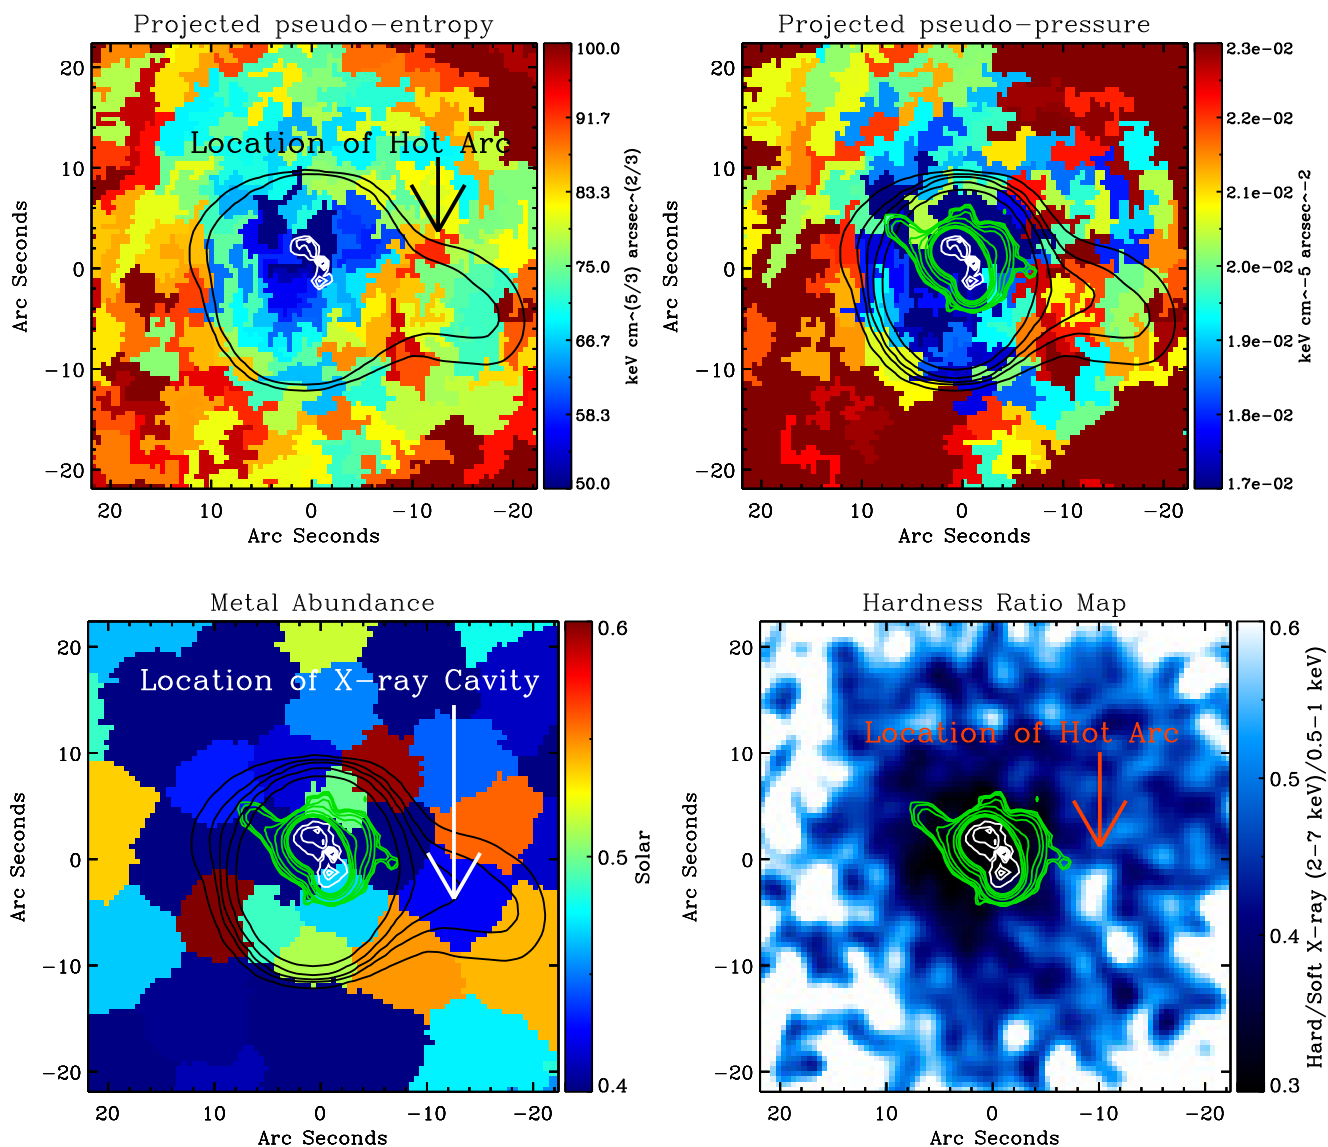 Projected pseudo-entropy
Location of Hot Arc
20
10
0
-10
-20
Arc Seconds
20 10 0 -10 -20
Arc Seconds
100.0
91.7
83.3
75.0
66.7
58.3
50.0
keV cm^(5/3) arcsec^(2/3)
Projected pseudo-pressure
20
10
0
-10
-20
Arc Seconds
20 10 0 -10 -20
Arc Seconds
2.3e-02
2.2e-02
2.1e-02
2.0e-02
1.9e-02
1.8e-02
1.7e-02
keV cm^-5 arcsec^-2
Metal Abundance
Location of X-ray Cavity
20
10
0
-10
-20
Arc Seconds
20 10 0 -10 -20
Arc Seconds
0.6
0.5
0.4
Solar
Hardness Ratio Map
Location of Hot Arc
20
10
0
-10
-20
Arc Seconds
20 10 0 -10 -20
Arc Seconds
0.6
0.5
0.4
0.3
Hard/Soft X-ray (2-7 keV)/0.5-1 keV)